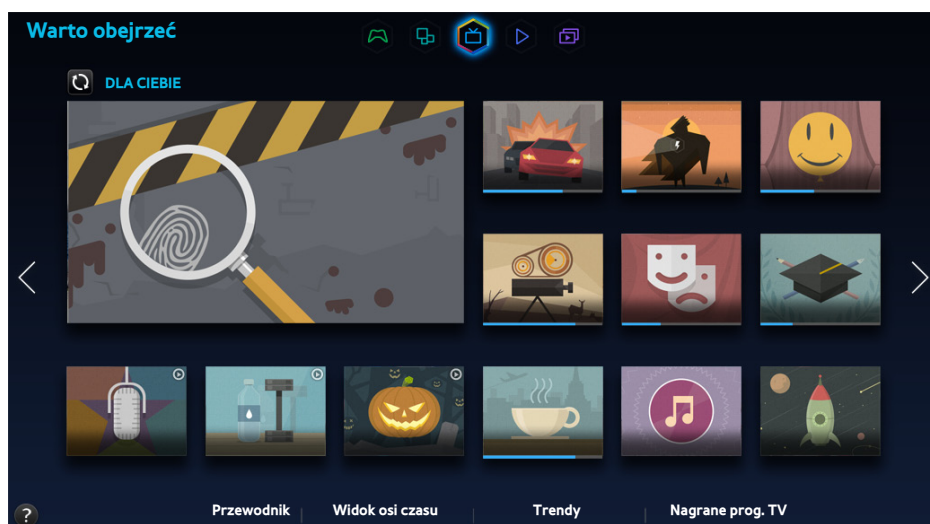 Warto obejrzeć
DLA CIEBIE
? Przewodnik Widok osi czasu Trendy Nagrane prog. TV